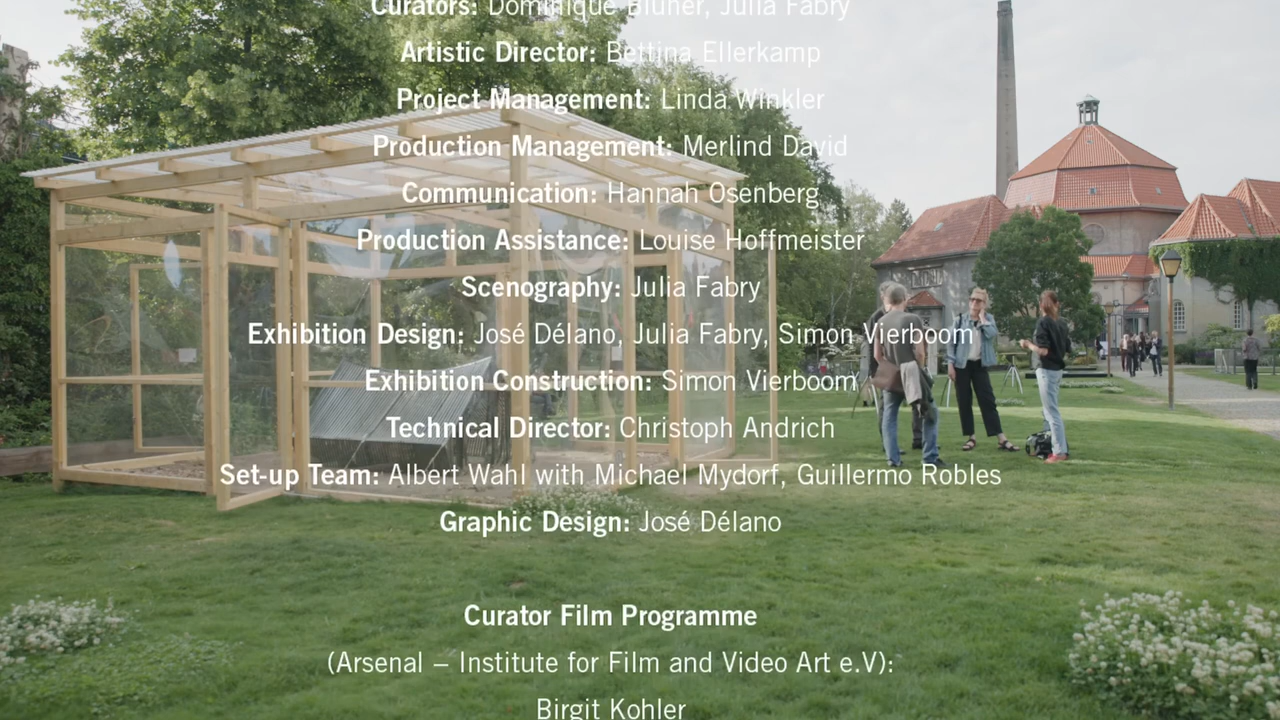 Curators: Dominique Bluher, Julia Fabry
Artistic Director: Bettina Ellerkamp
Project Management: Linda Winkler
Production Management: Merlind David
Communication: Hannah Osenberg
Production Assistance: Louise Hoffmeister
Scenography: Julia Fabry
Exhibition Design: José Délano, Julia Fabry, Simon Vierboom
Exhibition Construction: Simon Vierboom
Technical Director: Christoph Andrich
Set-up Team: Albert Wahl with Michael Mydorf, Guillermo Robles
Graphic Design: José Délano
Curator Film Programme
(Arsenal – Institute for Film and Video Art e.V):
Birgit Kohler